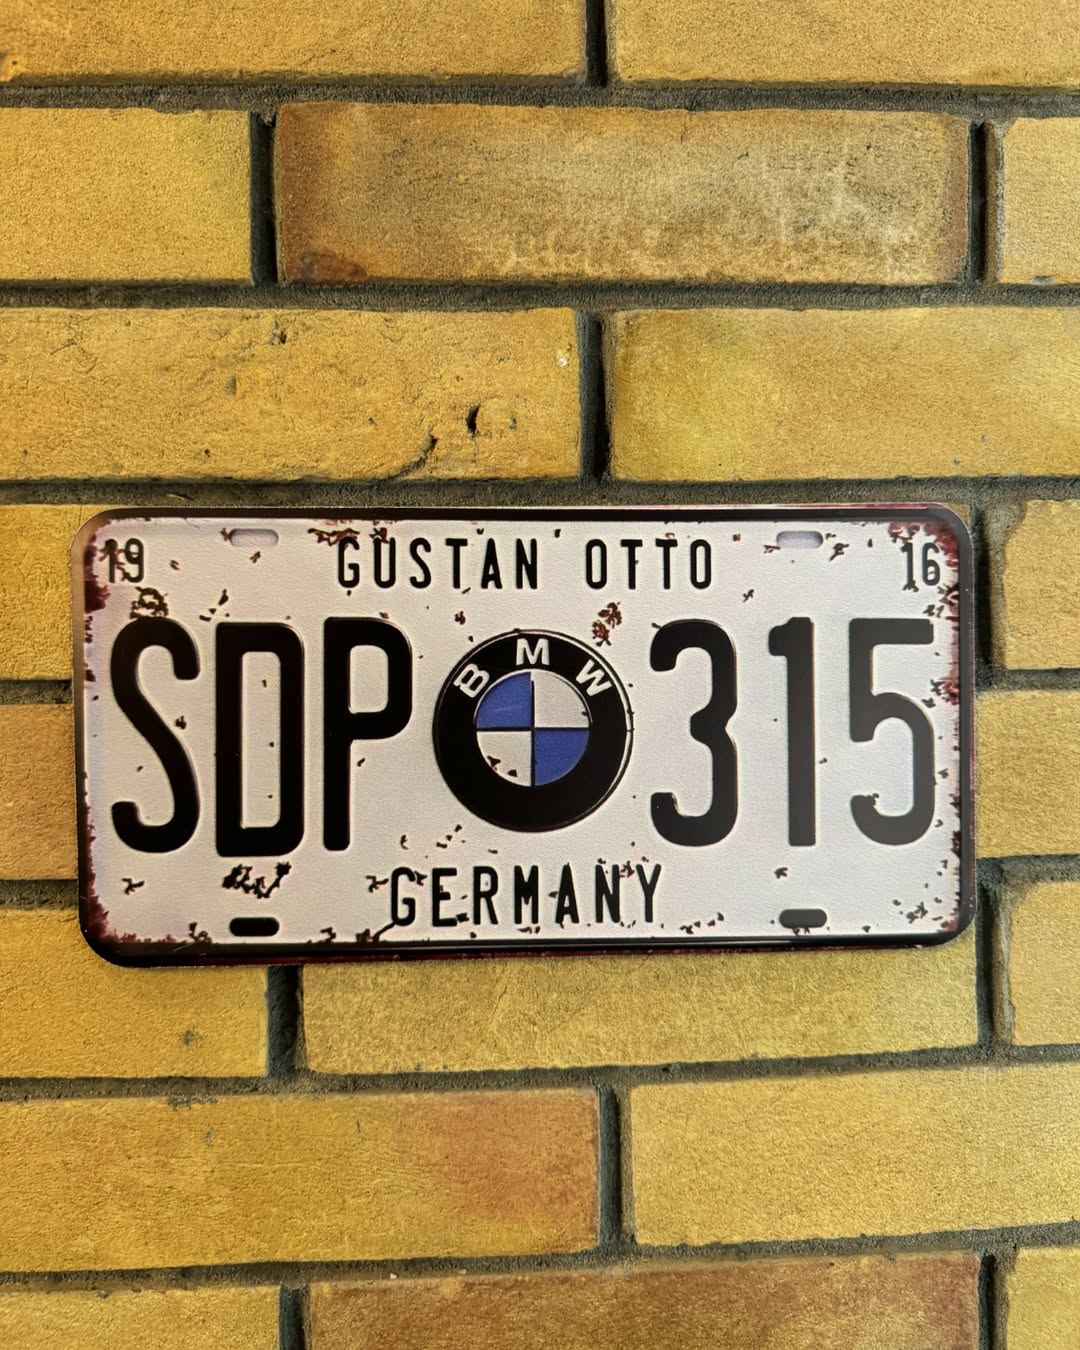 19 GUSTAN OTTO 16
SDP BMW 315
GERMANY